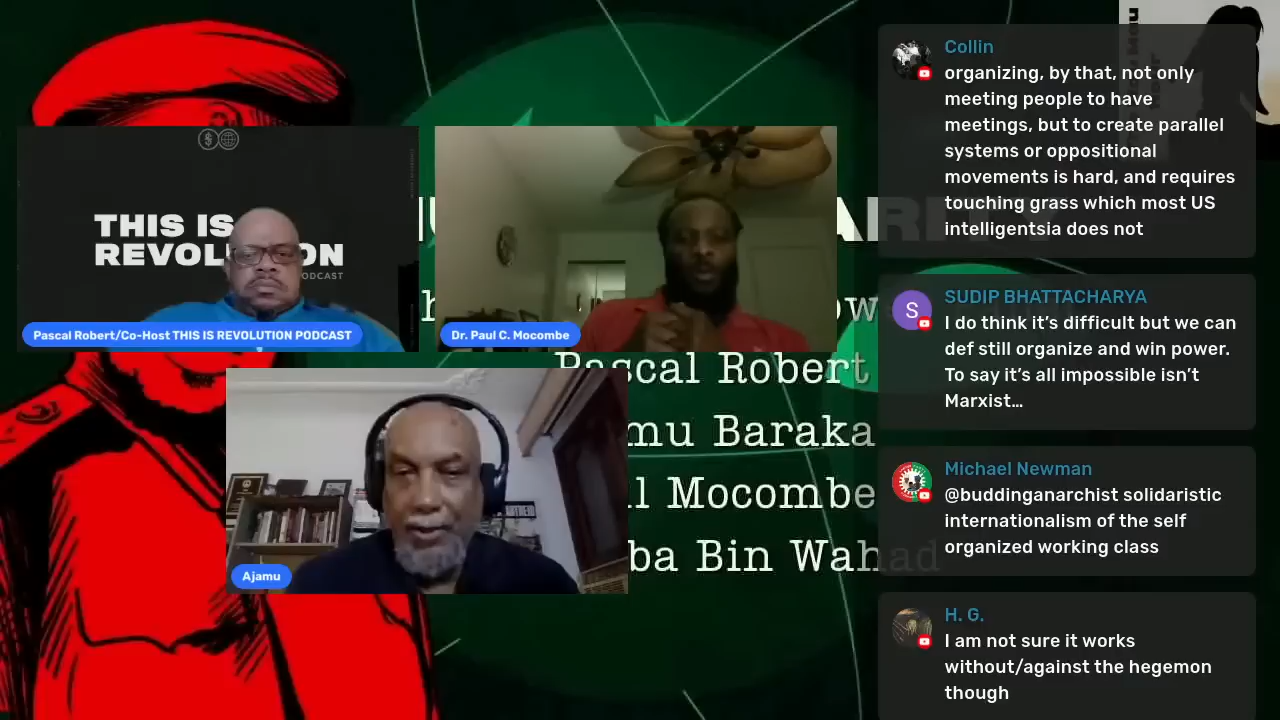 THIS IS
REVOL ON
ODCAST
Pascal Robert/Co-Host THIS IS REVOLUTION PODCAST
Dr. Paul C. Mocombe
Ajamu
Pascal Robert
mu Baraka
l Mocombe
ba Bin Wahad
Collin
organizing, by that, not only
meeting people to have
meetings, but to create parallel
systems or oppositional
movements is hard, and requires
touching grass which most US
intelligentsia does not
S
SUDIP BHATTACHARYA
I do think it’s difficult but we can
def still organize and win power.
To say it’s all impossible isn’t
Marxist…
Michael Newman
@buddinganarchist solidaristic
internationalism of the self
organized working class
H. G.
I am not sure it works
without/against the hegemon
though